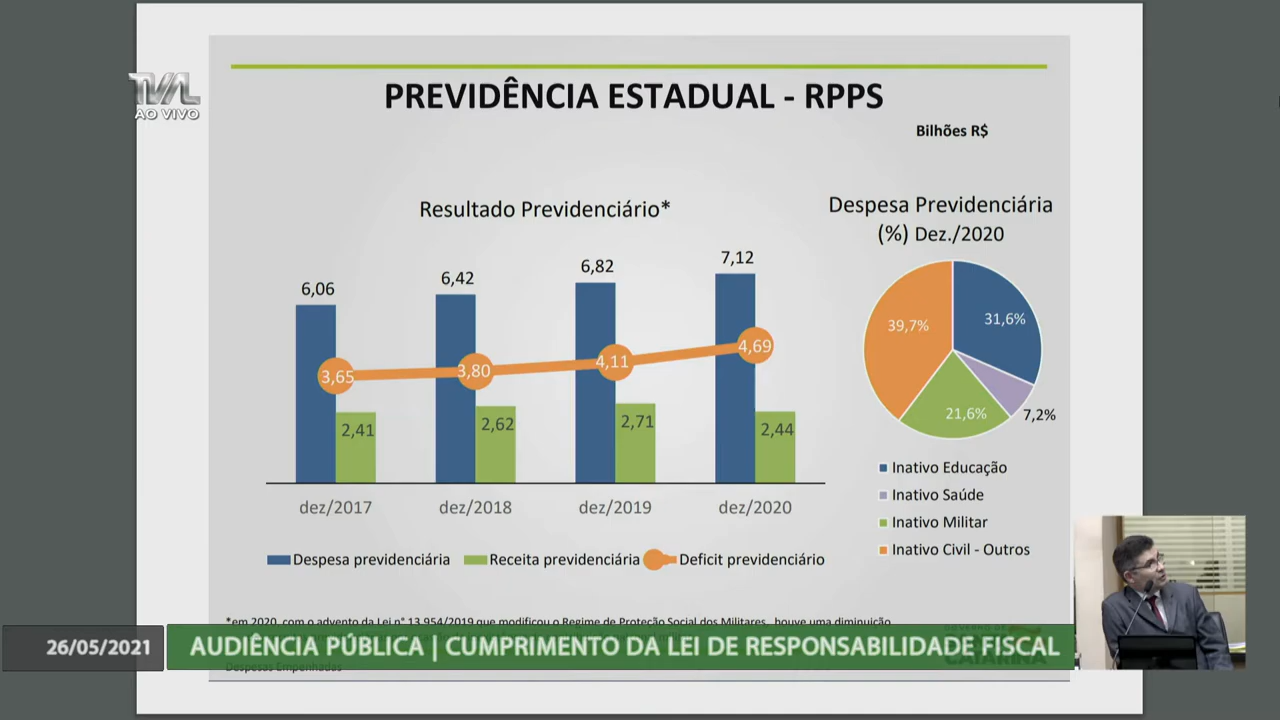 TVAL
AO VIVO
PREVIDÊNCIA ESTADUAL - RPPS
Bilhões R$
Resultado Previdenciário*
6,06
6,42
6,82
7,12
3,65
3,80
4,11
4,69
2,41
2,62
2,71
2,44
dez/2017
dez/2018
dez/2019
dez/2020
Despesa previdenciária
Receita previdenciária
Deficit previdenciário
Despesa Previdenciária
(%) Dez./2020
39,7%
31,6%
21,6%
7,2%
Inativo Educação
Inativo Saúde
Inativo Militar
Inativo Civil - Outros
*em 2020, com o advento da Lei n° 13.954/2019 que modificou o Regime de Proteção Social dos Militares, houve uma diminuição
26/05/2021
AUDIÊNCIA PÚBLICA | CUMPRIMENTO DA LEI DE RESPONSABILIDADE FISCAL
Despesas Empenhadas
CATARINA